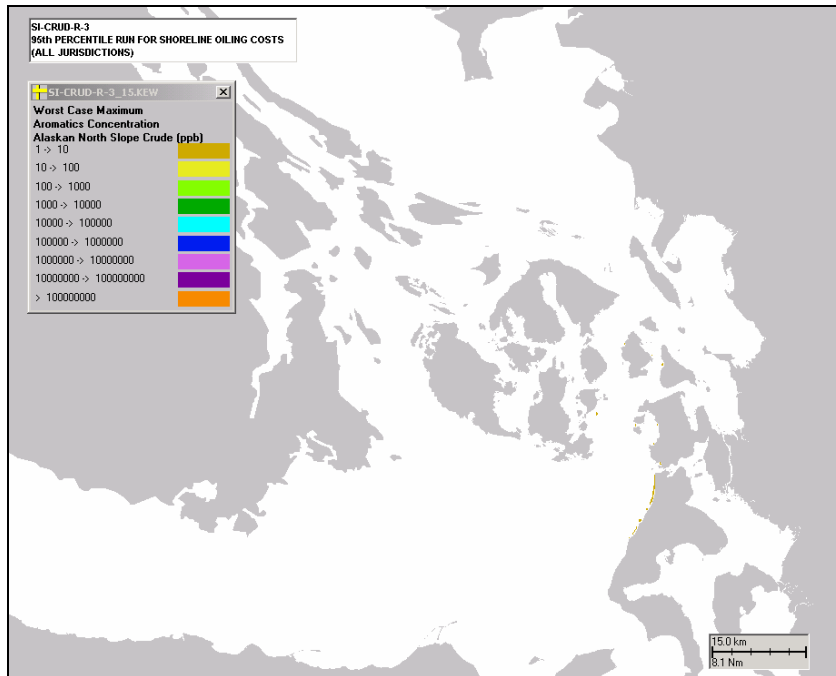 SI-CRUD-R-3
95th PERCENTILE RUN FOR SHORELINE OILING COSTS
(ALL JURISDICTIONS)
SI-CRUD-R-3_1S.KEW
Worst Case Maximum
Aromatics Concentration
Alaskan North Slope Crude (ppb)
1 -> 10
10 -> 100
100 -> 1000
1000 -> 10000
10000 -> 100000
100000 -> 1000000
1000000 -> 10000000
10000000 -> 100000000
> 100000000
15.0 km
8.1 Nm